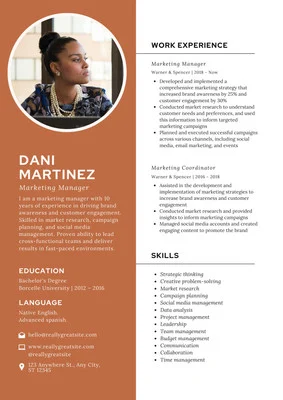 DANI
MARTINEZ
Marketing Manager
I am a marketing manager with 10
years of experience in driving brand
awareness and customer engagement.
Skilled in market research, campaign
planning, and social media
management. Proven ability to lead
cross-functional teams and deliver
results in fast-paced environments
EDUCATION
Bachelor's Degree
Borcelle University | 2012 – 2016
LANGUAGE
Native English,
Advanced spanish.
hello@reallygreatsite
www.reallygreatsite
@reallygreatsite
123 Anywhere St., Any City,
ST 12345
WORK EXPERIENCE
Marketing Manager
Warner & Spencer | 2018 – Now
• Developed and implemented a
comprehensive marketing strategy that
increased brand awareness by 25% and
customer engagement by 30%
• Conducted market research to understand
customer needs and preferences, and used
this information to inform targeted
marketing campaigns
• Planned and executed successful campaigns
across various channels, including social
media, email marketing, and events
Marketing Coordinator
Warner & Spencer | 2016 – 2018
• Assisted in the development and
implementation of marketing strategies to
increase brand awareness and customer
engagement
• Conducted market research and provided
insights to inform marketing campaigns
• Managed social media accounts and created
engaging content to promote the brand
SKILLS
• Strategic thinking
• Creative problem-solving
• Market research
• Campaign planning
• Social media management
• Data analysis
• Project management
• Leadership
• Team management
• Budget management
• Communication
• Collaboration
• Time management